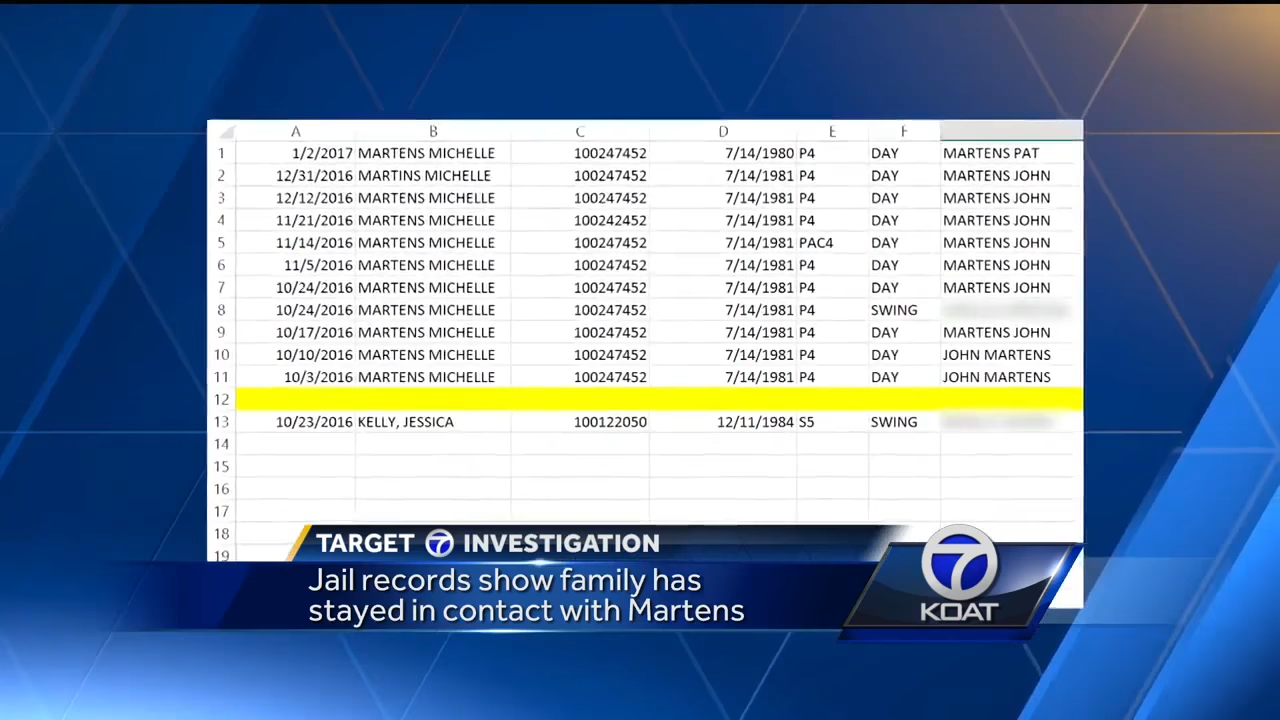 A B C D E F
1 1/2/2017 MARTENS MICHELLE 100247452 7/14/1980 P4 DAY MARTENS PAT
2 12/31/2016 MARTINS MICHELLE 100247452 7/14/1981 P4 DAY MARTENS JOHN
3 12/12/2016 MARTENS MICHELLE 100247452 7/14/1981 P4 DAY MARTENS JOHN
4 11/21/2016 MARTENS MICHELLE 100242452 7/14/1981 P4 DAY MARTENS JOHN
5 11/14/2016 MARTENS MICHELLE 100247452 7/14/1981 PAC4 DAY MARTENS JOHN
6 11/5/2016 MARTENS MICHELLE 100247452 7/14/1981 P4 DAY MARTENS JOHN
7 10/24/2016 MARTENS MICHELLE 100247452 7/14/1981 P4 DAY MARTENS JOHN
8 10/24/2016 MARTENS MICHELLE 100247452 7/14/1981 P4 SWING
9 10/17/2016 MARTENS MICHELLE 100247452 7/14/1981 P4 DAY MARTENS JOHN
10 10/10/2016 MARTENS MICHELLE 100247452 7/14/1981 P4 DAY JOHN MARTENS
11 10/3/2016 MARTENS MICHELLE 100247452 7/14/1981 P4 DAY JOHN MARTENS
12
13 10/23/2016 KELLY, JESSICA 100122050 12/11/1984 S5 SWING
14
15
16
17
18
19
TARGET 7 INVESTIGATION
Jail records show family has
stayed in contact with Martens
7
KOAT